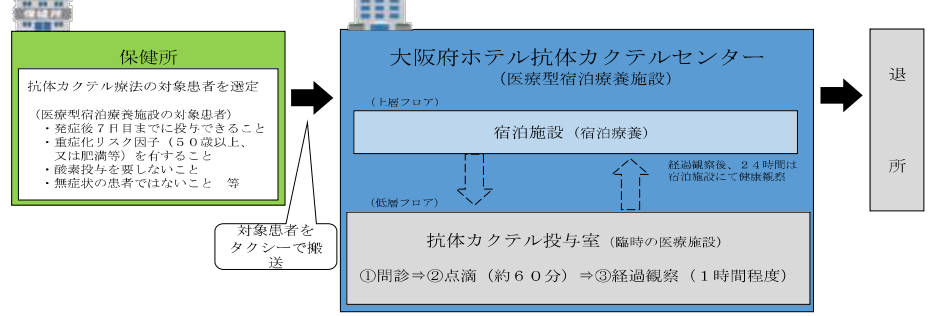 保健所
保健所
抗体カクテル療法の対象患者を選定
（医療型宿泊療養施設の対象患者）
・発症後７日目までに投与できること
・重症化リスク因子（５０歳以上、
又は肥満等）を有すること
・酸素投与を要しないこと
・無症状の患者ではないこと　等
対象患者を
タクシーで搬
送
大阪府ホテル抗体カクテルセンター
（医療型宿泊療養施設）
（上層フロア）
宿泊施設（宿泊療養）
経過観察後、２４時間は
宿泊施設にて健康観察
（低層フロア）
抗体カクテル投与室（臨時の医療施設）
①問診⇒②点滴（約６０分）⇒③経過観察（１時間程度）
退
所